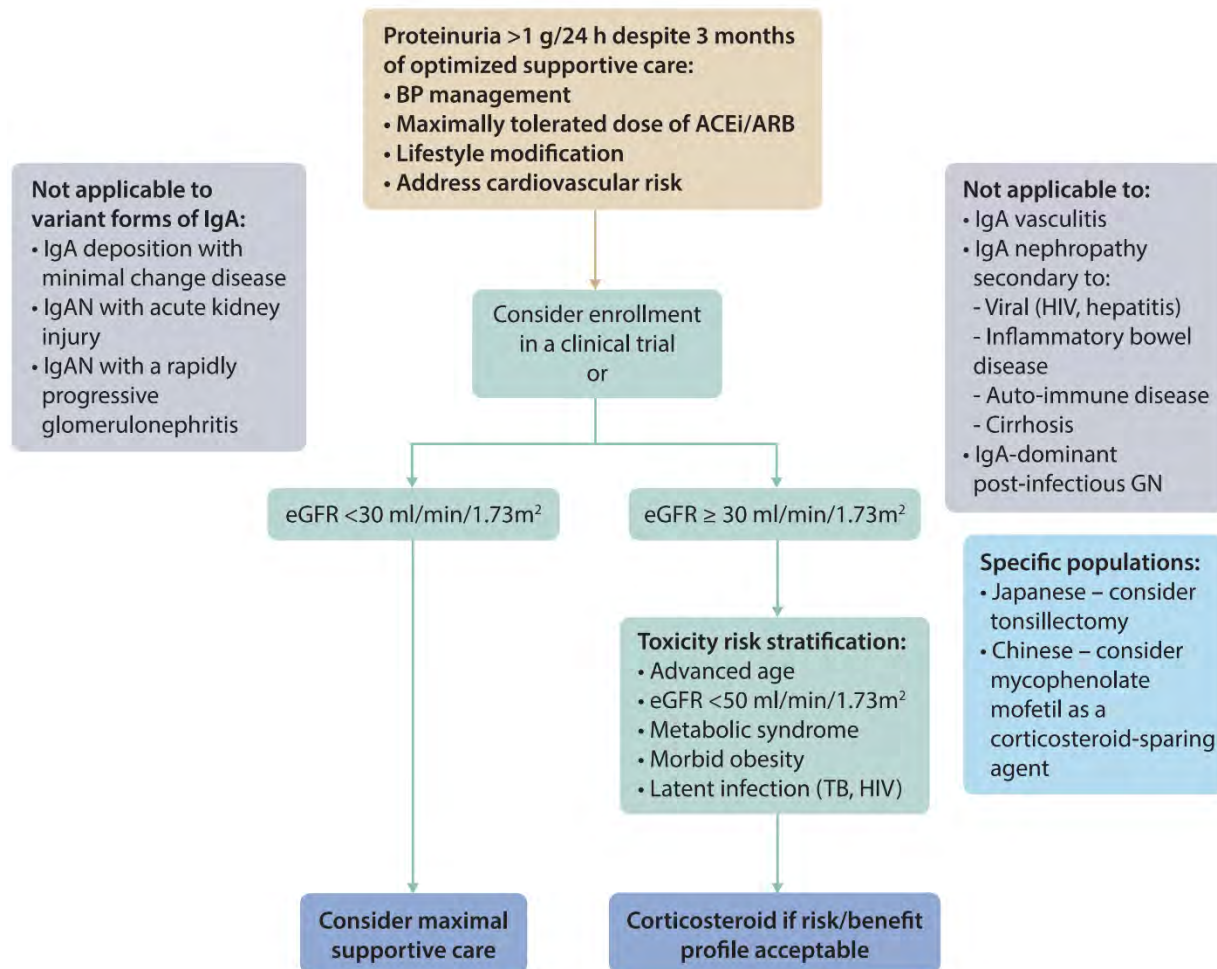 Proteinuria >1 g/24 h despite 3 months
of optimized supportive care:
• BP management
• Maximally tolerated dose of ACEi/ARB
• Lifestyle modification
• Address cardiovascular risk
Not applicable to
variant forms of IgA:
• IgA deposition with
minimal change disease
• IgAN with acute kidney
injury
• IgAN with a rapidly
progressive
glomerulonephritis
Not applicable to:
• IgA vasculitis
• IgA nephropathy
secondary to:
- Viral (HIV, hepatitis)
- Inflammatory bowel
disease
- Auto-immune disease
- Cirrhosis
• IgA-dominant
post-infectious GN
Consider enrollment
in a clinical trial
or
eGFR <30 ml/min/1.73m²
eGFR ≥ 30 ml/min/1.73m²
Specific populations:
• Japanese – consider
tonsillectomy
• Chinese – consider
mycophenolate
mofetil as a
corticosteroid-sparing
agent
Toxicity risk stratification:
• Advanced age
• eGFR <50 ml/min/1.73m²
• Metabolic syndrome
• Morbid obesity
• Latent infection (TB, HIV)
Consider maximal
supportive care
Corticosteroid if risk/benefit
profile acceptable